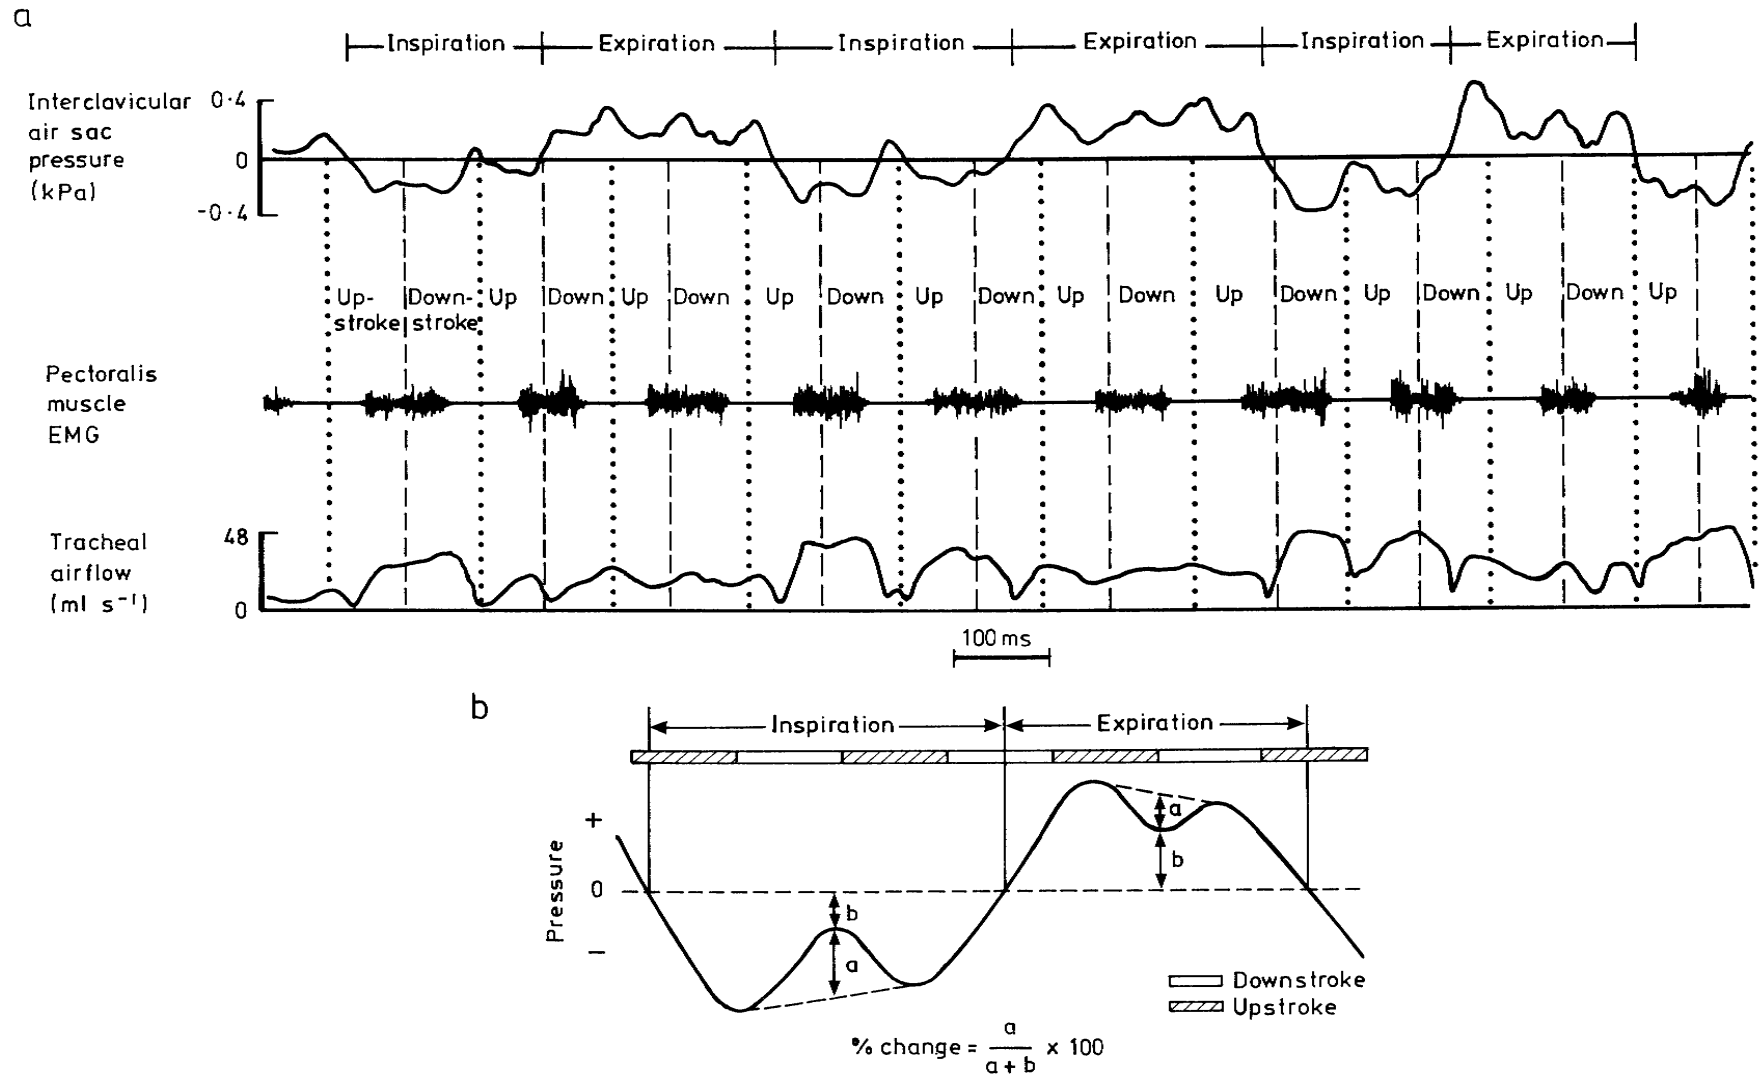 a
Inspiration Expiration Inspiration Expiration Inspiration Expiration
Interclavicular
air sac
pressure
(kPa)
0·4
0
-0·4
Up-
stroke
Down-
stroke
Up Down Up Down Up Down Up Down Up Down Up Down Up Down Up Down Up
Pectoralis
muscle
EMG
Tracheal
airflow
(ml s⁻¹)
48
0
100 ms
b
Inspiration Expiration
Pressure
+
0
−
b
a
a
b
Downstroke
Upstroke
% change = a / a + b × 100